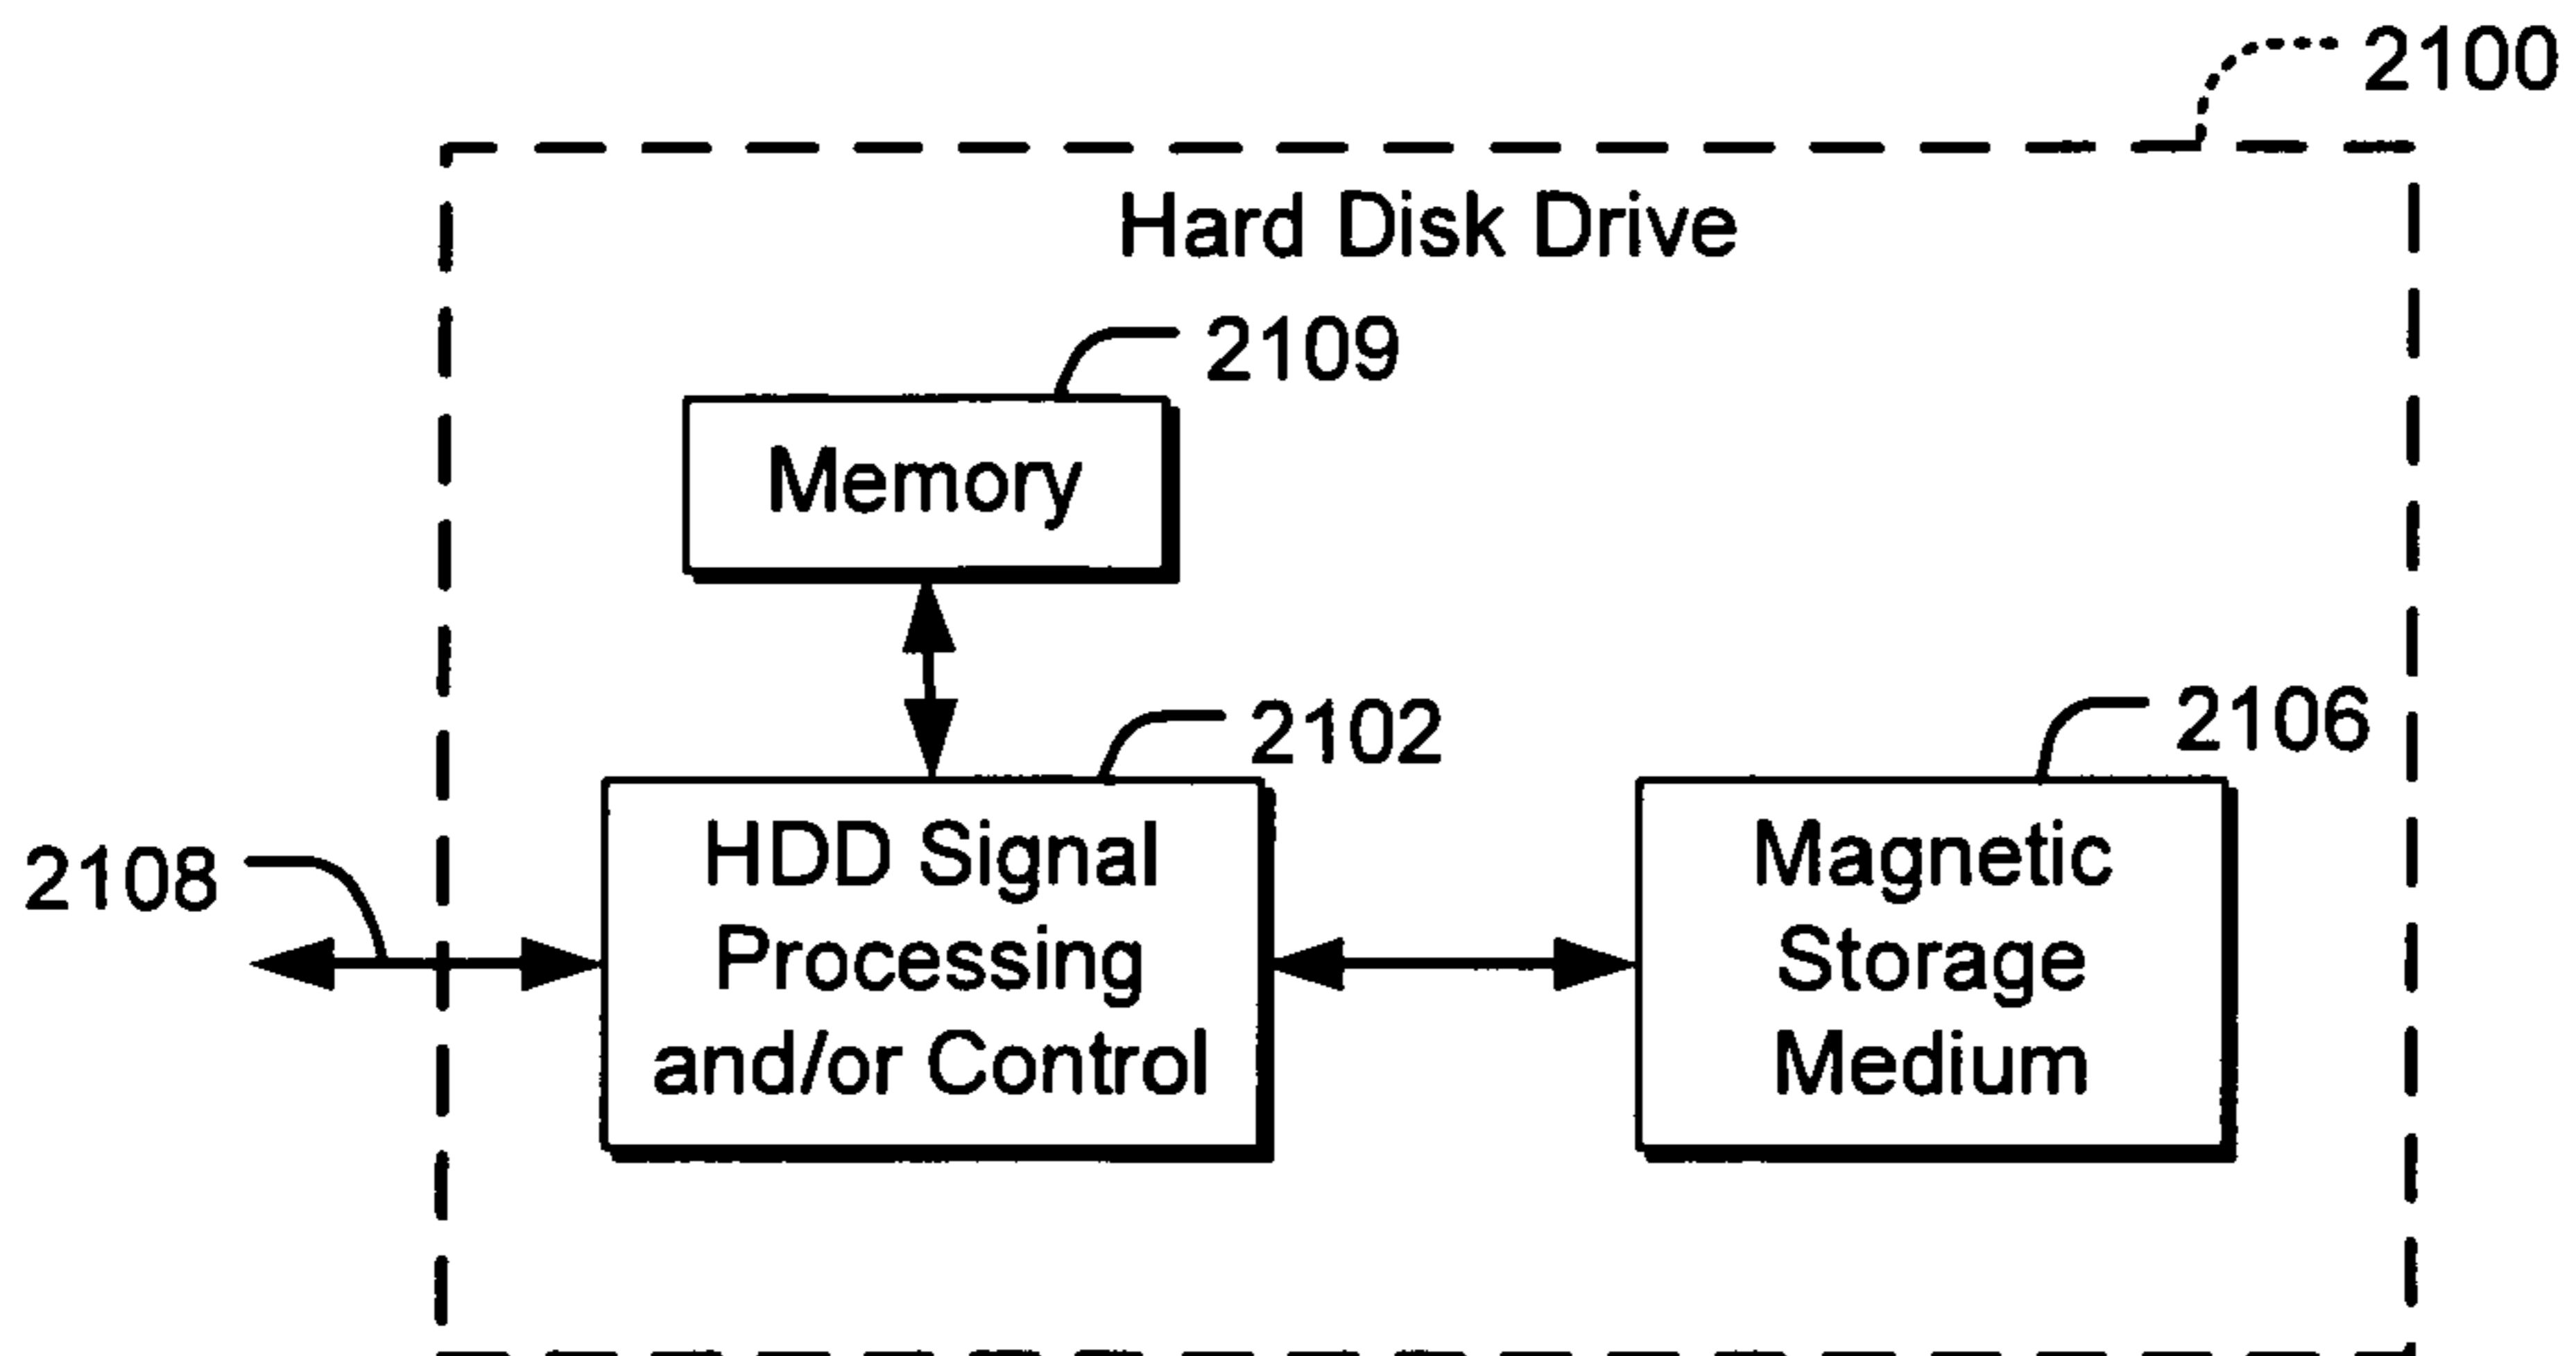 2100
Hard Disk Drive
2109
Memory
2102
2106
2108
HDD Signal
Processing
and/or Control
Magnetic
Storage
Medium